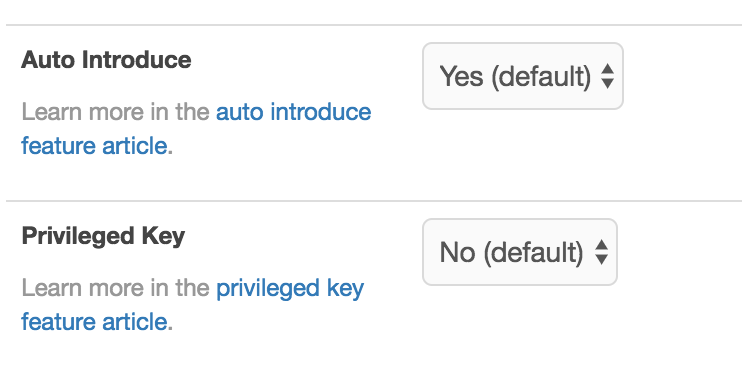 Auto Introduce
Yes (default)
Learn more in the auto introduce
feature article.
Privileged Key
No (default)
Learn more in the privileged key
feature article.